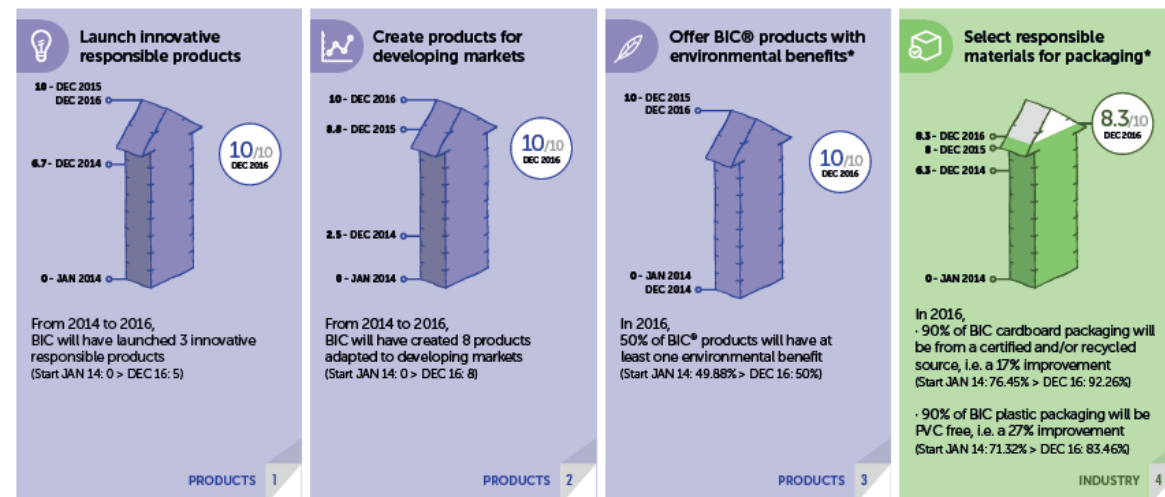 Launch innovative
responsible products
10 - DEC 2015
DEC 2016
6.7 - DEC 2014
0 - JAN 2014
10/10
DEC 2016
From 2014 to 2016,
BIC will have launched 3 innovative
responsible products
(Start JAN 14: 0 > DEC 16: 5)
PRODUCTS 1
Create products for
developing markets
10 - DEC 2016
8.8 - DEC 2015
2.5 - DEC 2014
0 - JAN 2014
10/10
DEC 2016
From 2014 to 2016,
BIC will have created 8 products
adapted to developing markets
(Start JAN 14: 0 > DEC 16: 8)
PRODUCTS 2
Offer BIC® products with
environmental benefits*
10 - DEC 2015
DEC 2016
0 - JAN 2014
DEC 2014
10/10
DEC 2016
In 2016,
50% of BIC® products will have at
least one environmental benefit
(Start JAN 14: 49.88% > DEC 16: 50%)
PRODUCTS 3
Select responsible
materials for packaging*
8.3 - DEC 2016
8 - DEC 2015
6.3 - DEC 2014
0 - JAN 2014
8.3/10
DEC 2016
In 2016,
· 90% of BIC cardboard packaging will
be from a certified and/or recycled
source, i.e. a 17% improvement
(Start JAN 14: 76.45% > DEC 16: 92.26%)
· 90% of BIC plastic packaging will be
PVC free, i.e. a 27% improvement
(Start JAN 14: 71.32% > DEC 16: 83.46%)
INDUSTRY 4